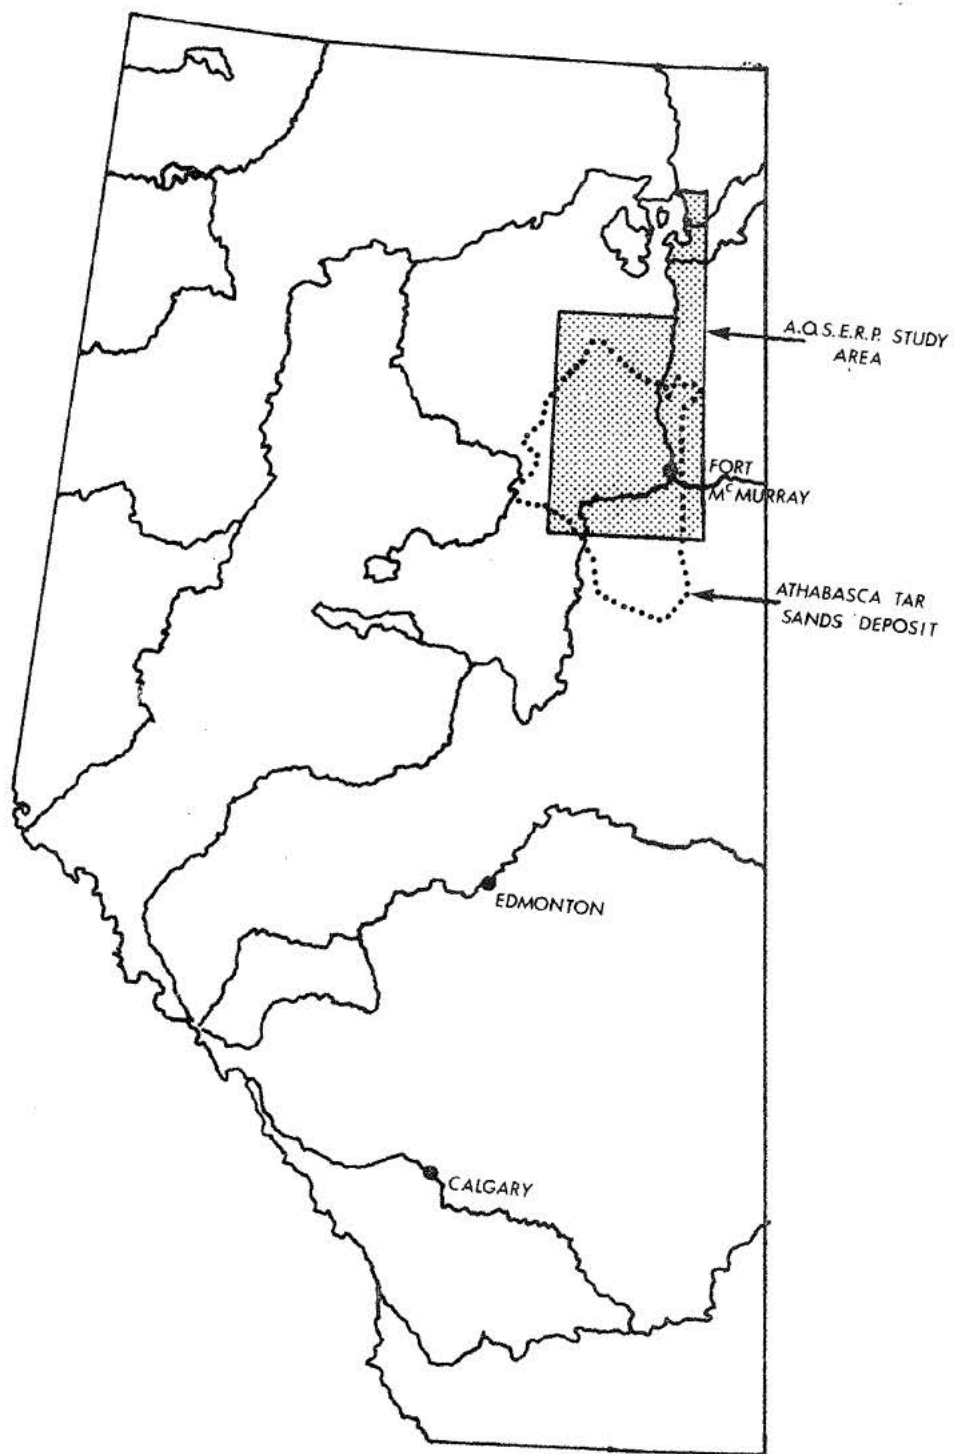 A.O.S.E.R.P. STUDY
AREA
FORT
McMURRAY
ATHABASCA TAR
SANDS DEPOSIT
EDMONTON
CALGARY